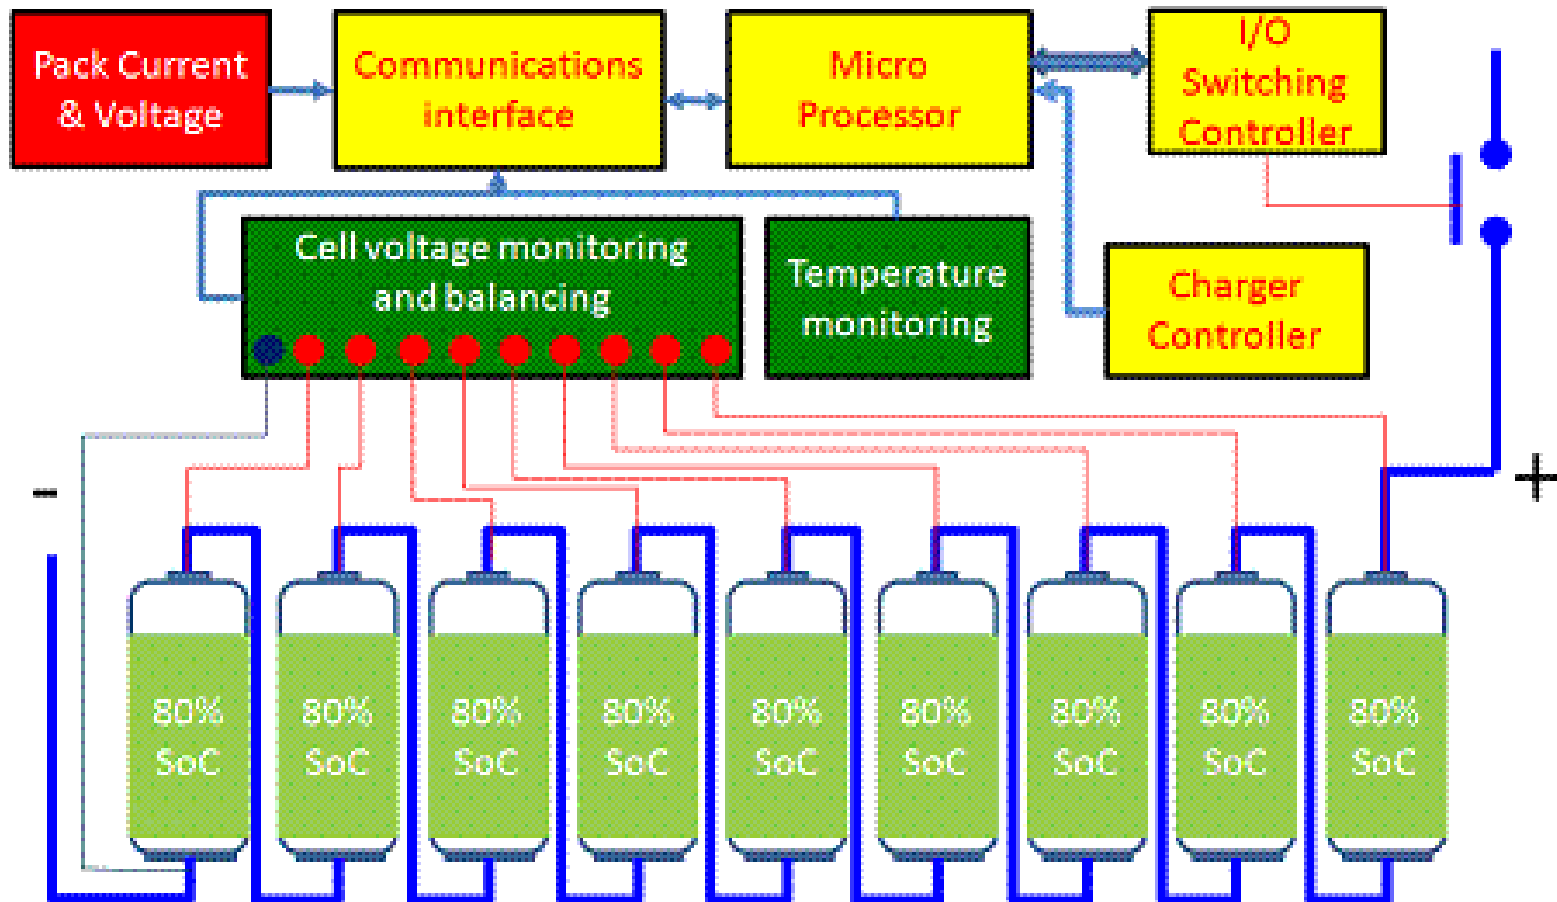 Pack Current
& Voltage
Communications
interface
Micro
Processor
I/O
Switching
Controller
Cell voltage monitoring
and balancing
Temperature
monitoring
Charger
Controller
-
+
80%
SoC
80%
SoC
80%
SoC
80%
SoC
80%
SoC
80%
SoC
80%
SoC
80%
SoC
80%
SoC